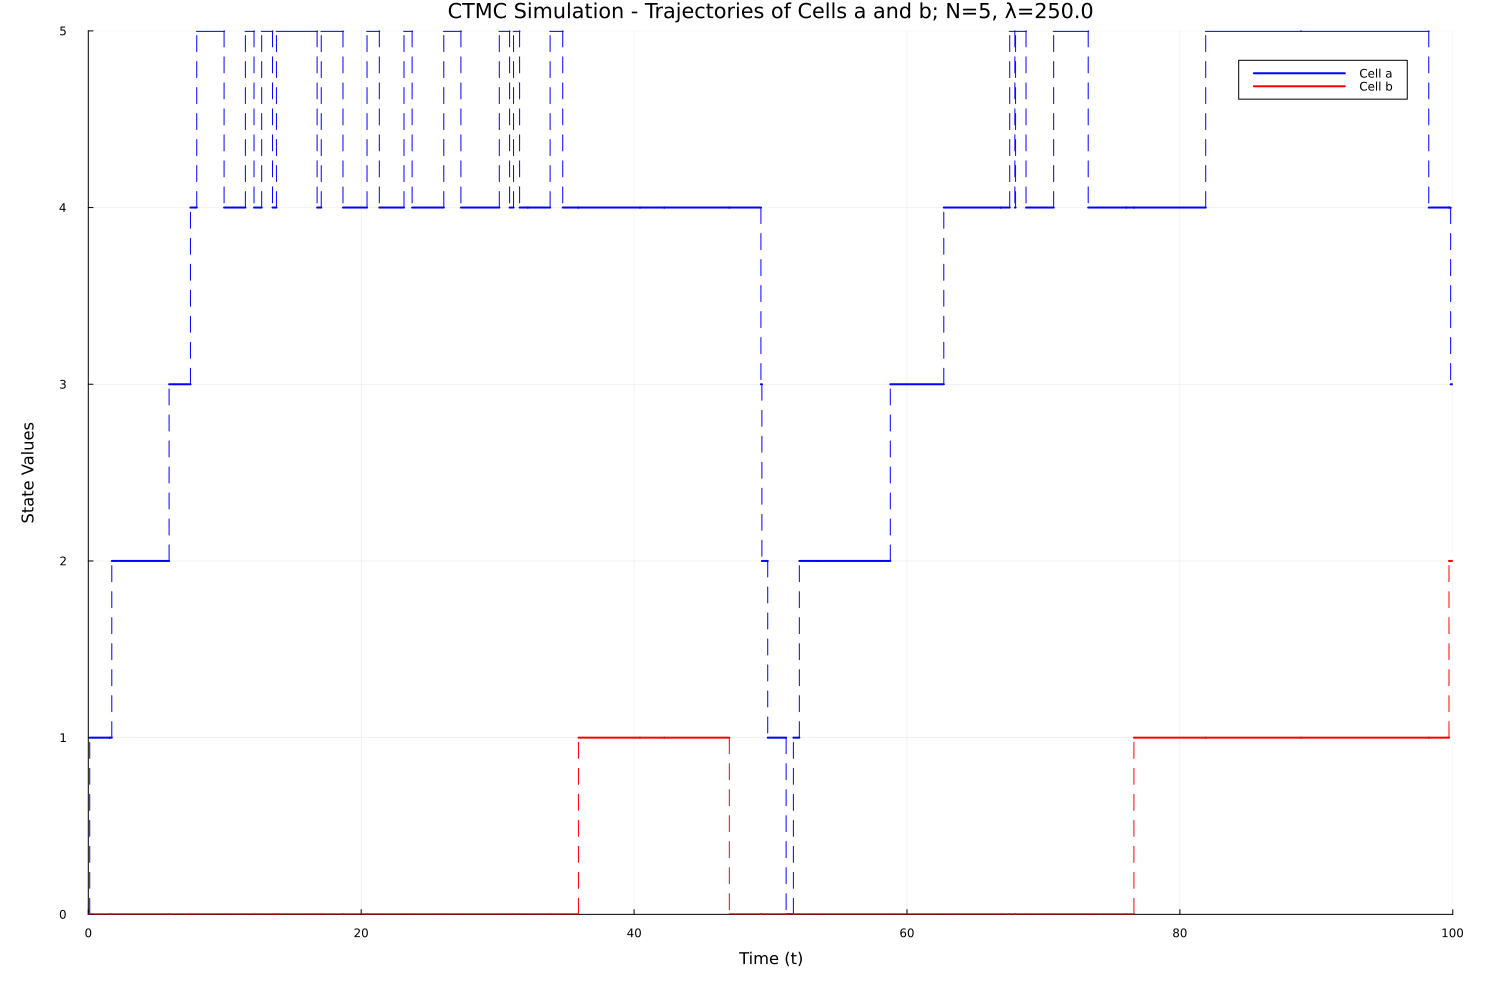 CTMC Simulation - Trajectories of Cells a and b; N=5, λ=250.0
5
Cell a
Cell b
4
3
State Values
2
1
0
0 20 40 60 80 100
Time (t)